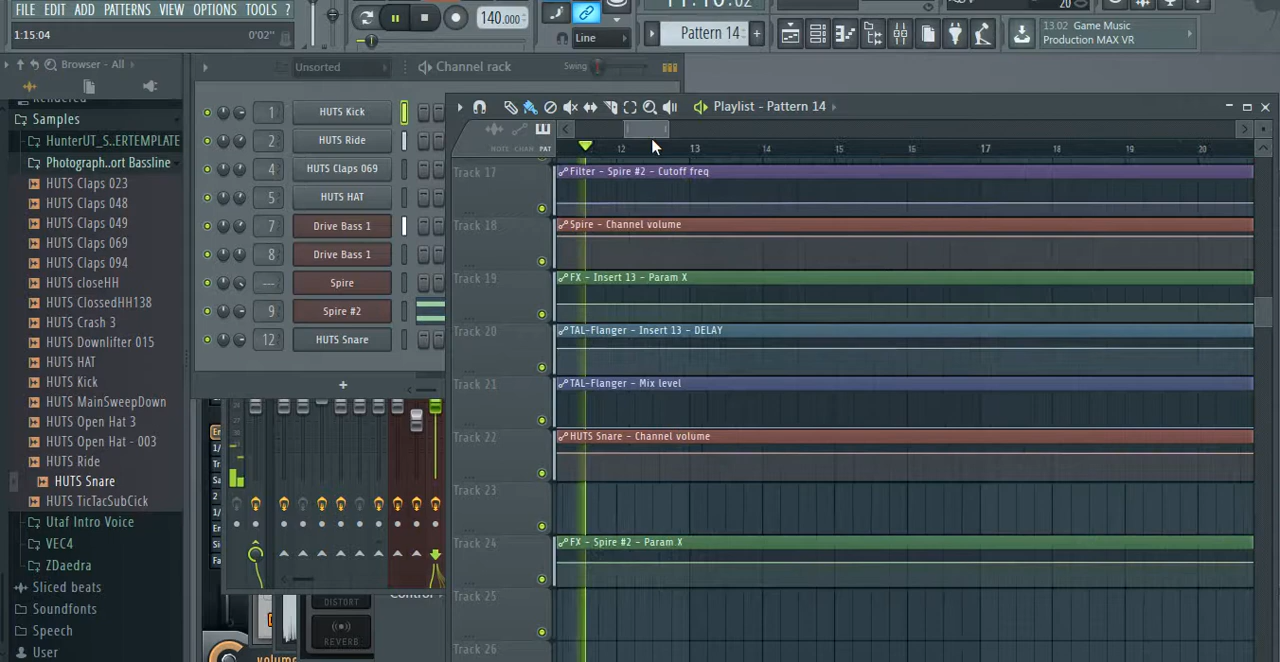 FILE EDIT ADD PATTERNS VIEW OPTIONS TOOLS ?
1:15:04 0'02"
140.000
Line
Pattern 14 +
20
13.02 Game Music
Production MAX VR
Browser - All
Samples
HunterUT_S..ERTEMPLATE
Photograph..ort Bassline
HUTS Claps 023
HUTS Claps 048
HUTS Claps 049
HUTS Claps 069
HUTS Claps 094
HUTS closeHH
HUTS ClossedHH138
HUTS Crash 3
HUTS Downlifter 015
HUTS HAT
HUTS Kick
HUTS MainSweepDown
HUTS Open Hat 3
HUTS Open Hat - 003
HUTS Ride
HUTS Snare
HUTS TicTacSubCick
Utaf Intro Voice
VEC4
ZDaedra
Sliced beats
Soundfonts
Speech
User
Unsorted Channel rack Swing
1 HUTS Kick
2 HUTS Ride
4 HUTS Claps 069
5 HUTS HAT
7 Drive Bass 1
8 Drive Bass 1
--- Spire
9 Spire #2
12 HUTS Snare
+
DISTORT
REVERB
volume
Playlist - Pattern 14
NOTE CHAN PAT
12 13 14 15 16 17 18 19 20
Track 17 Filter - Spire #2 - Cutoff freq
Track 18 Spire - Channel volume
Track 19 FX - Insert 13 - Param X
Track 20 TAL-Flanger - Insert 13 - DELAY
Track 21 TAL-Flanger - Mix level
Track 22 HUTS Snare - Channel volume
Track 23
Track 24 FX - Spire #2 - Param X
Track 25
Track 26